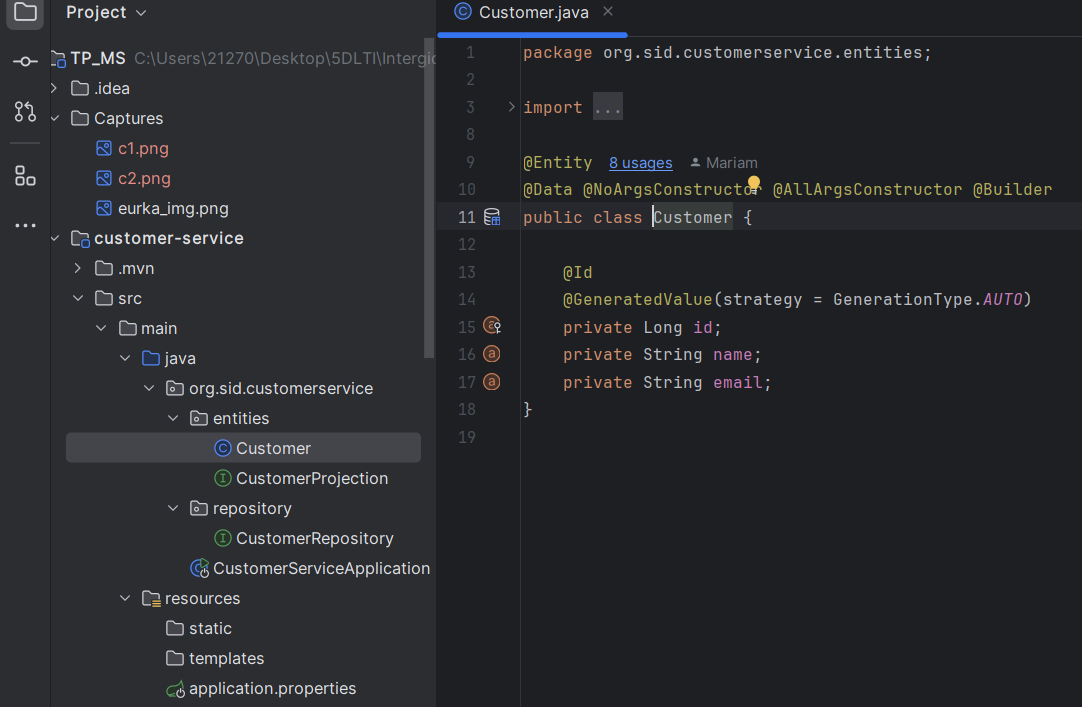 Project
TP_MS C:\Users\21270\Desktop\5DLTI\Intergic
.idea
Captures
c1.png
c2.png
eurka_img.png
customer-service
.mvn
src
main
java
org.sid.customerservice
entities
Customer
CustomerProjection
repository
CustomerRepository
CustomerServiceApplication
resources
static
templates
application.properties
Customer.java
1 package org.sid.customerservice.entities;
2
3 import ...
8
9 @Entity 8 usages Mariam
10 @Data @NoArgsConstructor @AllArgsConstructor @Builder
11 public class Customer {
12
13 @Id
14 @GeneratedValue(strategy = GenerationType.AUTO)
15 private Long id;
16 private String name;
17 private String email;
18 }
19